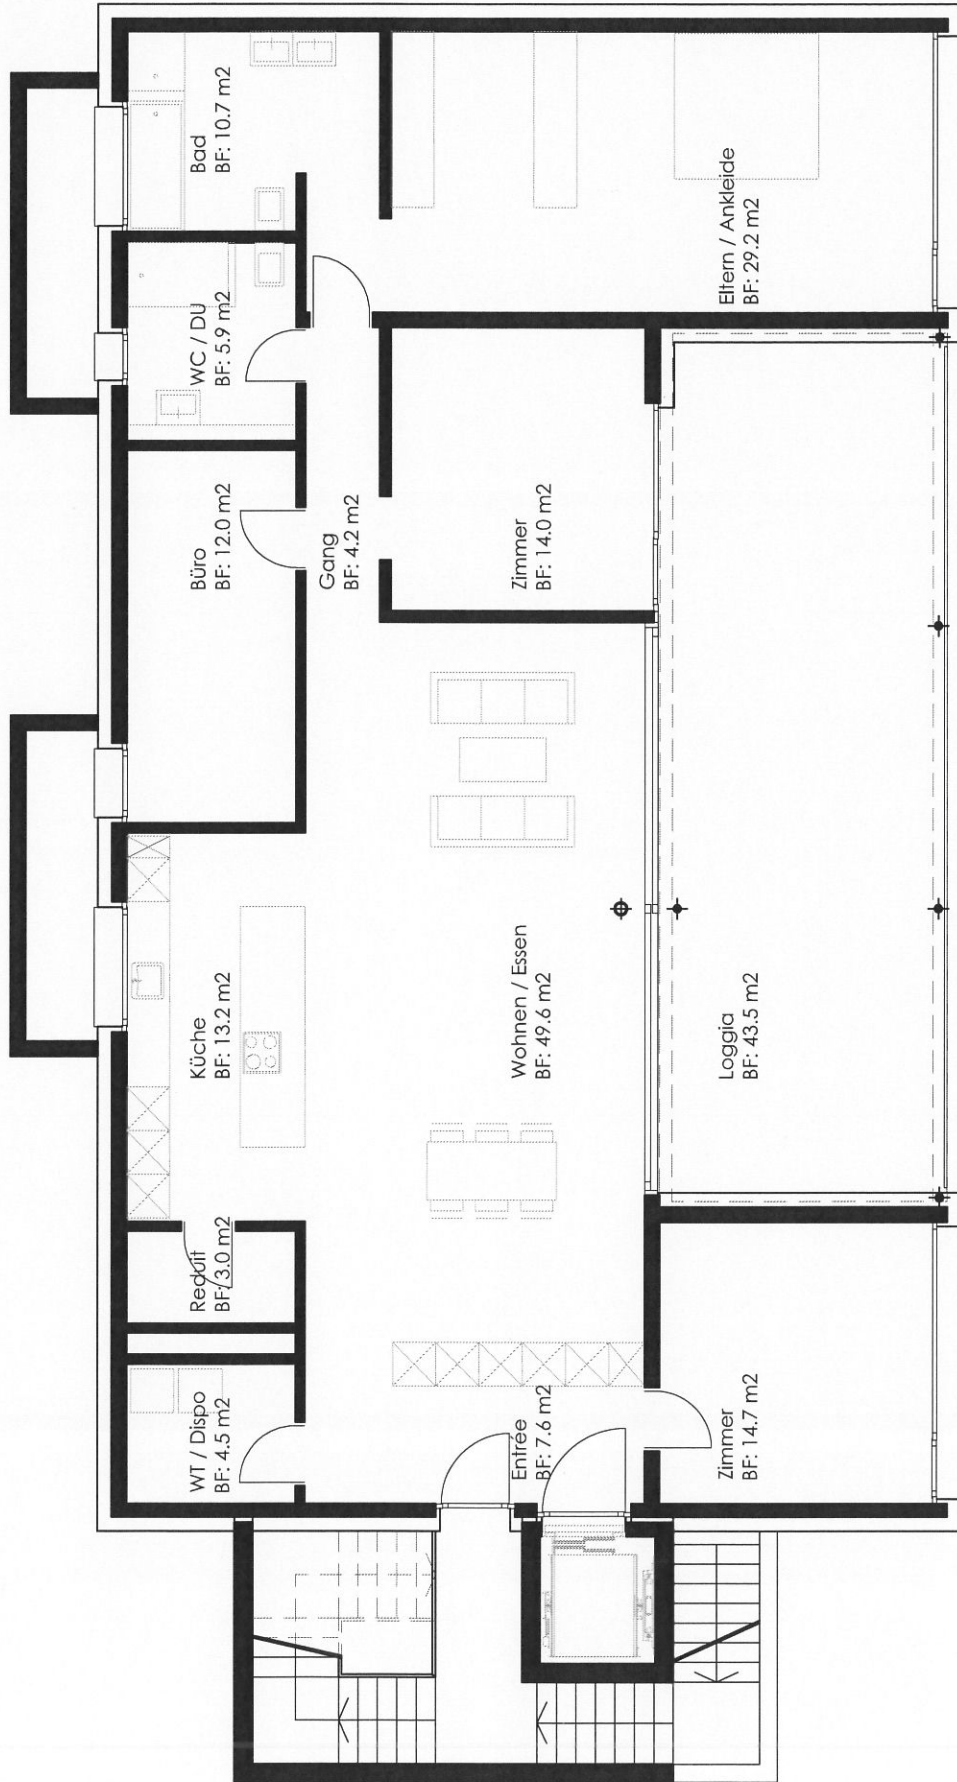 Bad
BF: 10.7 m2
WC / DU
BF: 5.9 m2
Büro
BF: 12.0 m2
Küche
BF: 13.2 m2
Reduit
BF: 3.0 m2
WT / Dispo
BF: 4.5 m2
Gang
BF: 4.2 m2
Zimmer
BF: 14.0 m2
Wohnen / Essen
BF: 49.6 m2
Entrée
BF: 7.6 m2
Eltern / Ankleide
BF: 29.2 m2
Loggia
BF: 43.5 m2
Zimmer
BF: 14.7 m2